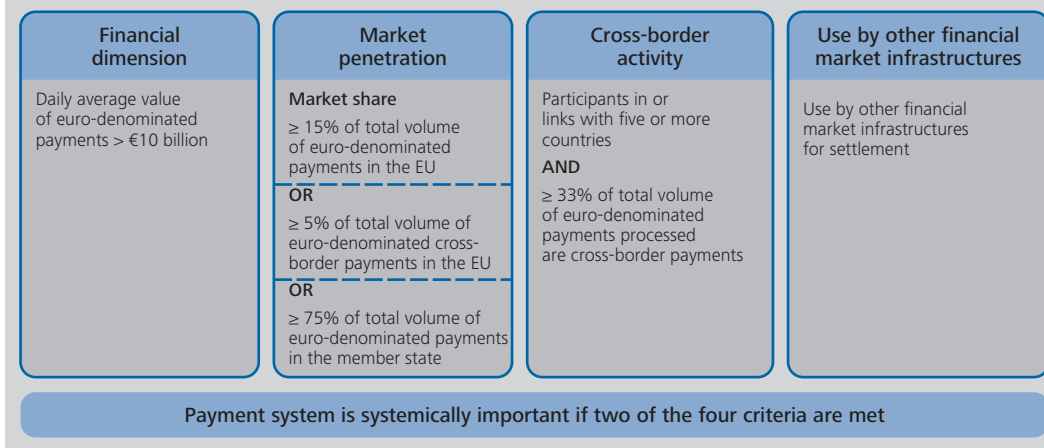 Financial
dimension
Daily average value
of euro-denominated
payments > €10 billion
Market
penetration
Market share
≥ 15% of total volume
of euro-denominated
payments in the EU
OR
≥ 5% of total volume of
euro-denominated cross-
border payments in the EU
OR
≥ 75% of total volume of
euro-denominated payments
in the member state
Cross-border
activity
Participants in or
links with five or more
countries
AND
≥ 33% of total volume
of euro-denominated
payments processed
are cross-border payments
Use by other financial
market infrastructures
Use by other financial
market infrastructures
for settlement
Payment system is systemically important if two of the four criteria are met